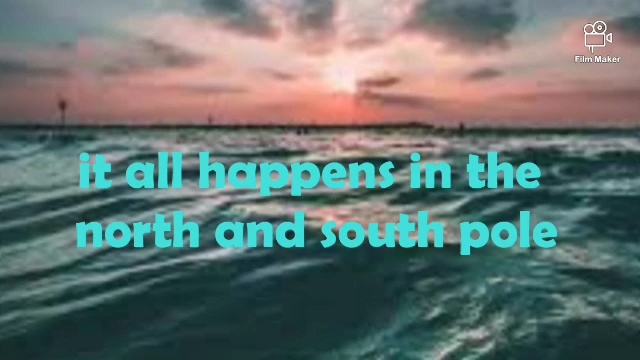 Film Maker
it all happens in the
north and south pole